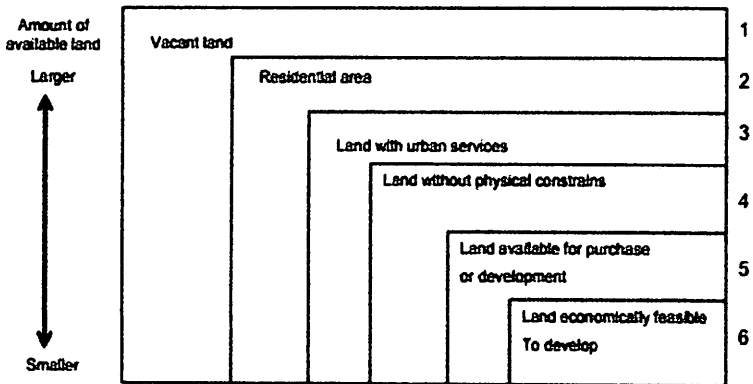 Amount of
available land
Larger
Smaller
Vacant land
1
Residential area
2
Land with urban services
3
Land without physical constrains
4
Land available for purchase
or development
5
Land economically feasible
To develop
6